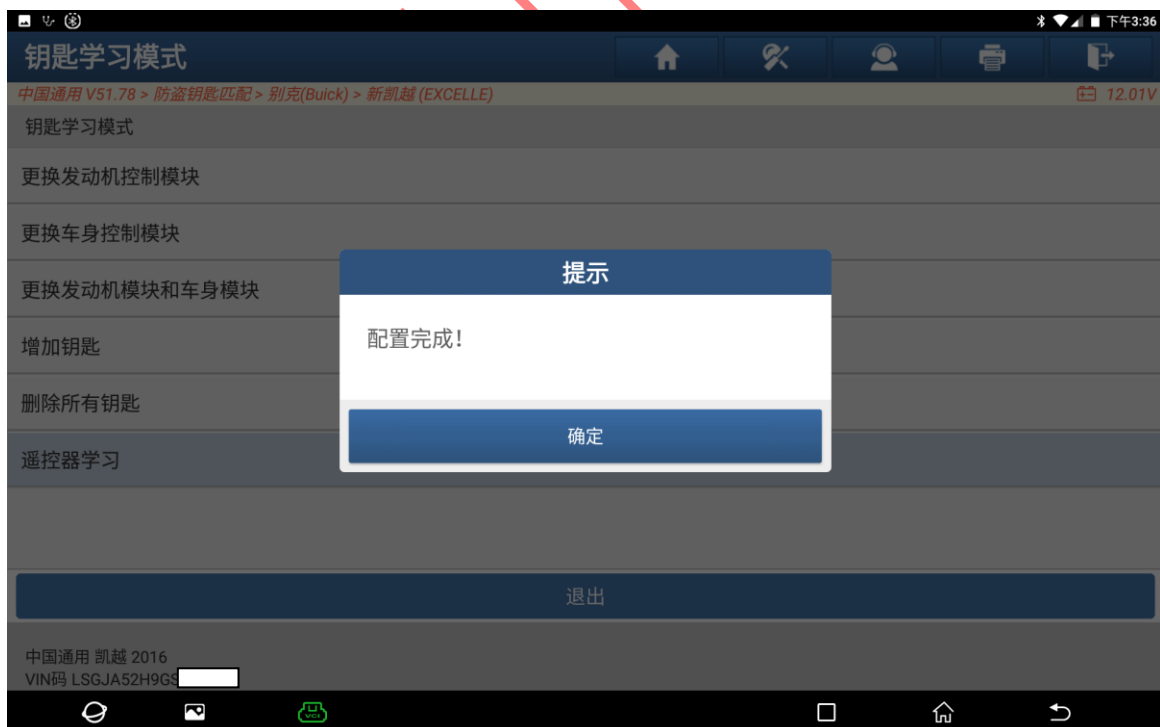 下午3:36
钥匙学习模式
中国通用 V51.78 > 防盗钥匙匹配 > 别克(Buick) > 新凯越 (EXCELLE)
12.01V
钥匙学习模式
更换发动机控制模块
更换车身控制模块
更换发动机模块和车身模块
增加钥匙
删除所有钥匙
遥控器学习
提示
配置完成!
确定
退出
中国通用 凯越 2016
VIN码 LSGJA52H9GS
VCI